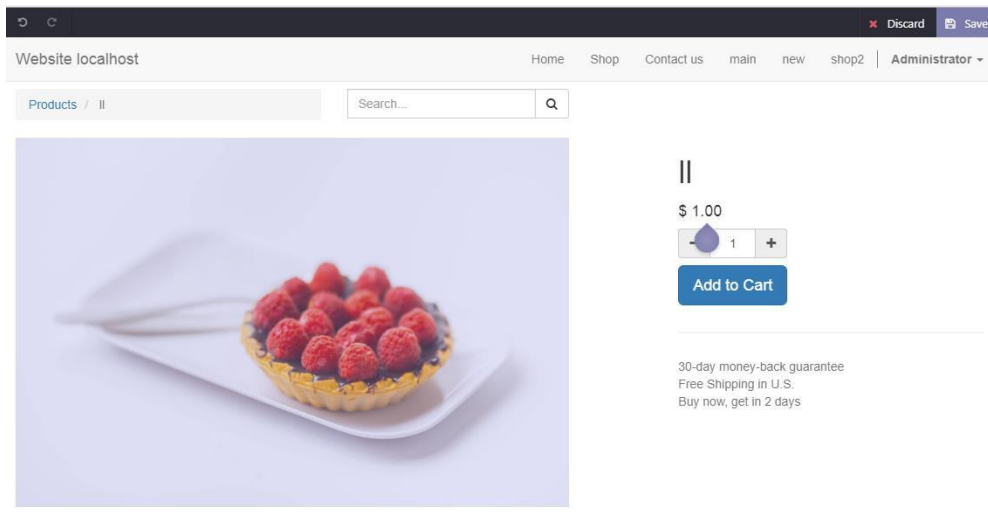 Discard Save
Website localhost Home Shop Contact us main new shop2 Administrator
Products / ll
Search...
ll
$ 1.00
- 1 +
Add to Cart
30-day money-back guarantee
Free Shipping in U.S.
Buy now, get in 2 days